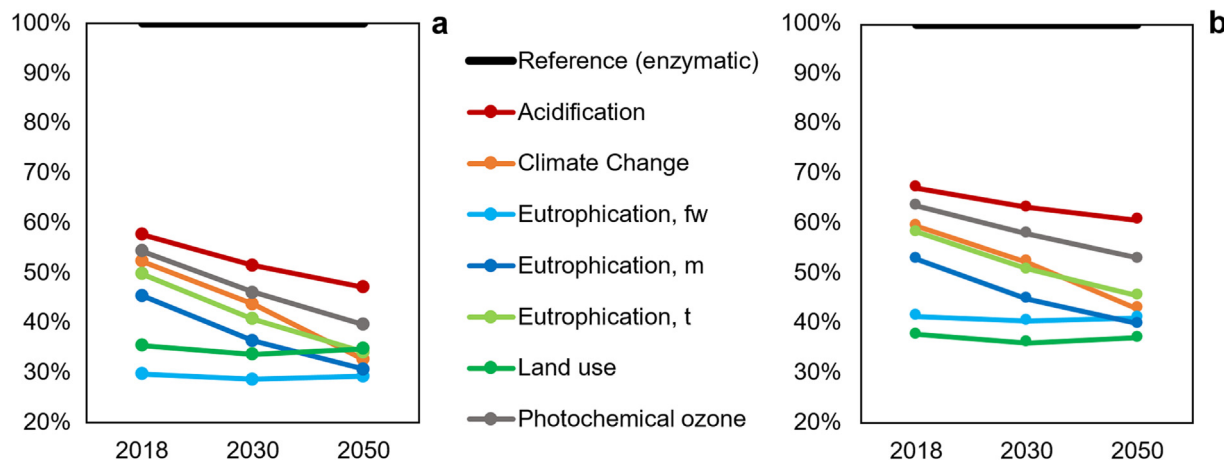 100%
90%
80%
70%
60%
50%
40%
30%
20%
2018 2030 2050
a
Reference (enzymatic)
Acidification
Climate Change
Eutrophication, fw
Eutrophication, m
Eutrophication, t
Land use
Photochemical ozone
100%
90%
80%
70%
60%
50%
40%
30%
20%
2018 2030 2050
b